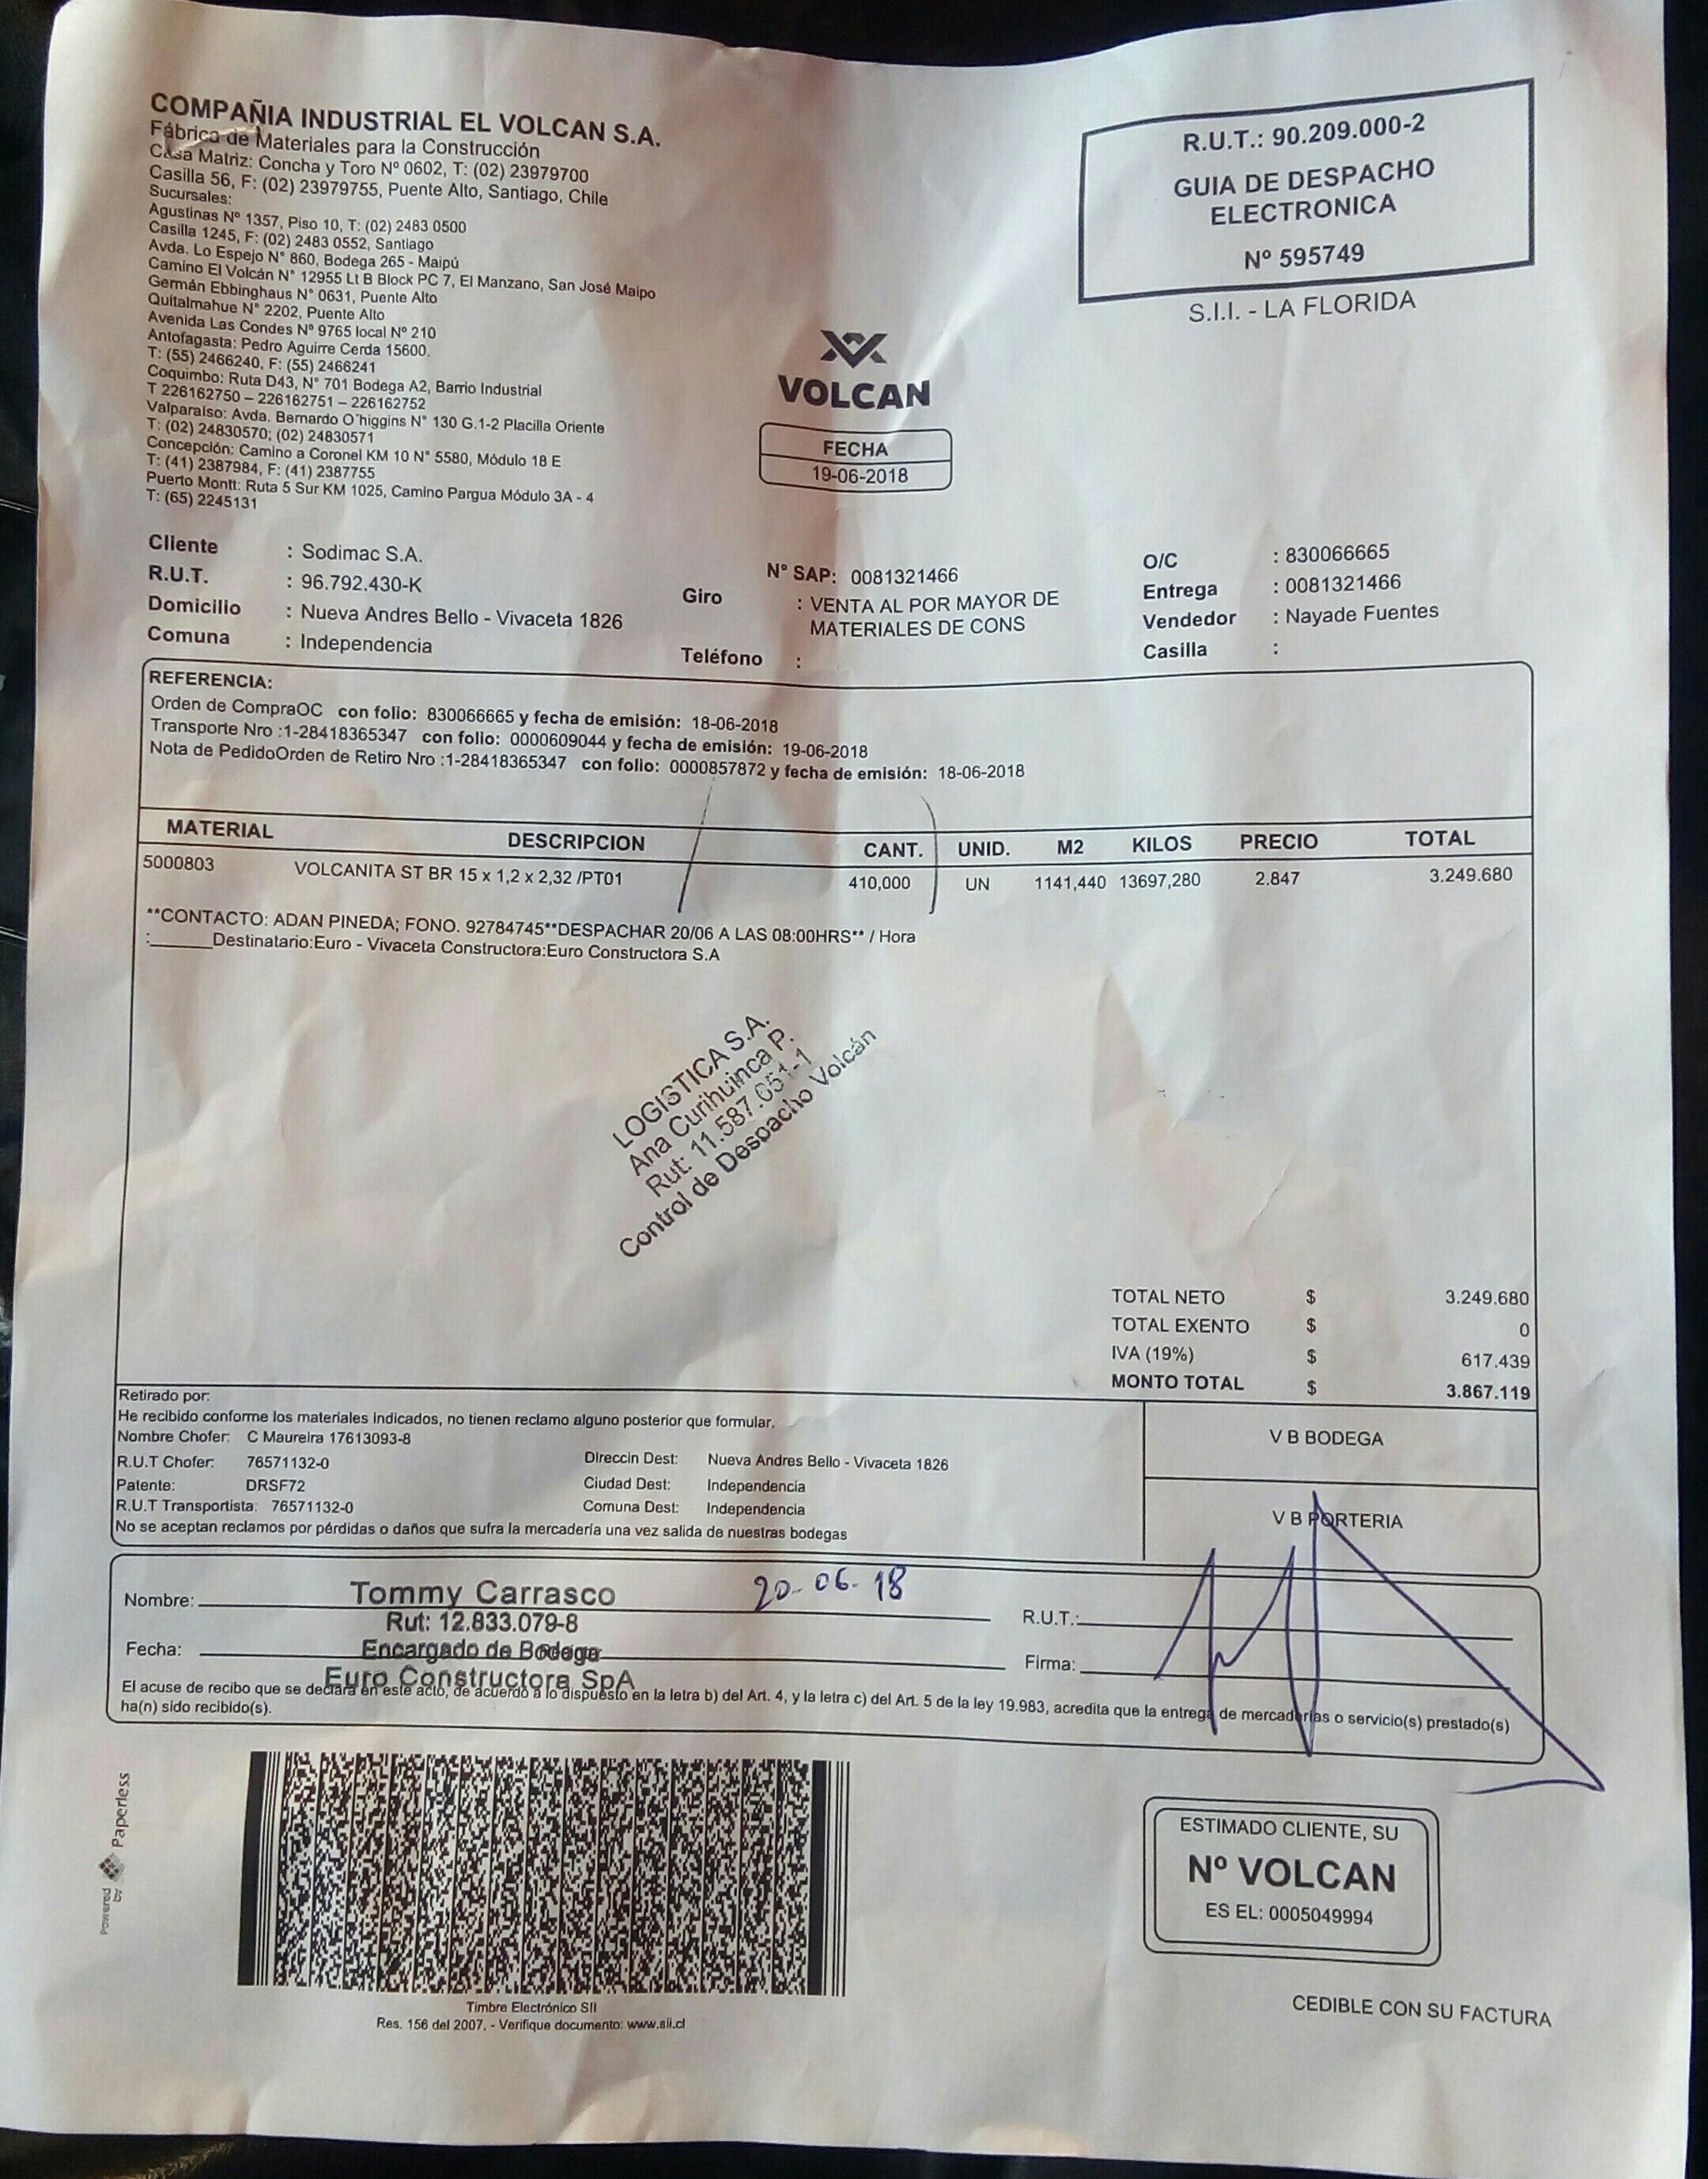 COMPAÑIA INDUSTRIAL EL VOLCAN S.A.
Fábrica de Materiales para la Construcción
Casa Matriz: Concha y Toro Nº 0602, T: (02) 23979700
Casilla 56, F: (02) 23979755, Puente Alto, Santiago, Chile
Sucursales:
Agustinas Nº 1357, Piso 10, T: (02) 2483 0500
Casilla 1245, F: (02) 2483 0552, Santiago
Avda. Lo Espejo N° 860, Bodega 265 - Maipú
Camino El Volcán N° 12955 Lt B Block PC 7, El Manzano, San José Maipo
Germán Ebbinghaus N° 0631, Puente Alto
Quitalmahue N° 2202, Puente Alto
Avenida Las Condes Nº 9765 local Nº 210
Antofagasta: Pedro Aguirre Cerda 15600.
T: (55) 2466240, F: (55) 2466241
Coquimbo: Ruta D43, N° 701 Bodega A2, Barrio Industrial
T 226162750 – 226162751 – 226162752
Valparaíso: Avda. Bernardo O'higgins N° 130 G.1-2 Placilla Oriente
T: (02) 24830570; (02) 24830571
Concepción: Camino a Coronel KM 10 N° 5580, Módulo 18 E
T: (41) 2387984, F: (41) 2387755
Puerto Montt: Ruta 5 Sur KM 1025, Camino Pargua Módulo 3A - 4
T: (65) 2245131
R.U.T.: 90.209.000-2
GUIA DE DESPACHO
ELECTRONICA
Nº 595749
S.I.I. - LA FLORIDA
VOLCAN
FECHA
19-06-2018
Cliente : Sodimac S.A.
R.U.T. : 96.792.430-K
Domicilio : Nueva Andres Bello - Vivaceta 1826
Comuna : Independencia
N° SAP: 0081321466
Giro : VENTA AL POR MAYOR DE
MATERIALES DE CONS
Teléfono :
O/C : 830066665
Entrega : 0081321466
Vendedor : Nayade Fuentes
Casilla :
REFERENCIA:
Orden de CompraOC con folio: 830066665 y fecha de emisión: 18-06-2018
Transporte Nro :1-28418365347 con folio: 0000609044 y fecha de emisión: 19-06-2018
Nota de PedidoOrden de Retiro Nro :1-28418365347 con folio: 0000857872 y fecha de emisión: 18-06-2018
MATERIAL DESCRIPCION CANT. UNID. M2 KILOS PRECIO TOTAL
5000803 VOLCANITA ST BR 15 x 1,2 x 2,32 /PT01 410,000 UN 1141,440 13697,280 2.847 3.249.680
**CONTACTO: ADAN PINEDA; FONO. 92784745**DESPACHAR 20/06 A LAS 08:00HRS** / Hora
:______Destinatario:Euro - Vivaceta Constructora:Euro Constructora S.A
LOGISTICA S.A.
Ana Curihuinca P.
Rut: 11.587.051-1
Control de Despacho Volcán
TOTAL NETO $ 3.249.680
TOTAL EXENTO $ 0
IVA (19%) $ 617.439
MONTO TOTAL $ 3.867.119
Retirado por:
He recibido conforme los materiales indicados, no tienen reclamo alguno posterior que formular.
Nombre Chofer: C Maureira 17613093-8
R.U.T Chofer: 76571132-0
Patente: DRSF72
R.U.T Transportista: 76571132-0
Direccin Dest: Nueva Andres Bello - Vivaceta 1826
Ciudad Dest: Independencia
Comuna Dest: Independencia
No se aceptan reclamos por pérdidas o daños que sufra la mercadería una vez salida de nuestras bodegas
V B BODEGA
V B PORTERIA
Nombre: Tommy Carrasco 20-06-18
Rut: 12.833.079-8
R.U.T.:
Fecha: Encargado de Bodega
Firma:
Euro Constructora SpA
El acuse de recibo que se declara en este acto, de acuerdo a lo dispuesto en la letra b) del Art. 4, y la letra c) del Art. 5 de la ley 19.983, acredita que la entrega de mercaderías o servicio(s) prestado(s)
ha(n) sido recibido(s).
Powered by Paperless
Timbre Electrónico SII
Res. 156 del 2007. - Verifique documento: www.sii.cl
ESTIMADO CLIENTE, SU
Nº VOLCAN
ES EL: 0005049994
CEDIBLE CON SU FACTURA